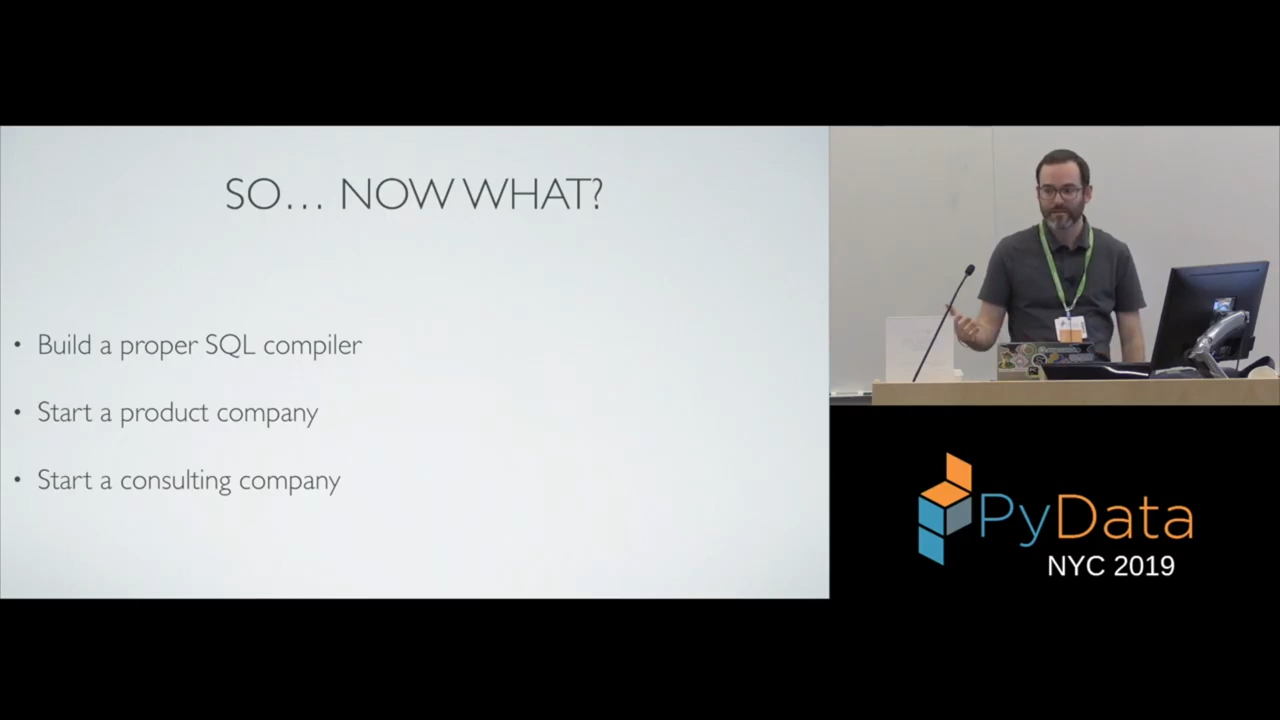 SO... NOW WHAT?
• Build a proper SQL compiler
• Start a product company
• Start a consulting company
PyData
NYC 2019